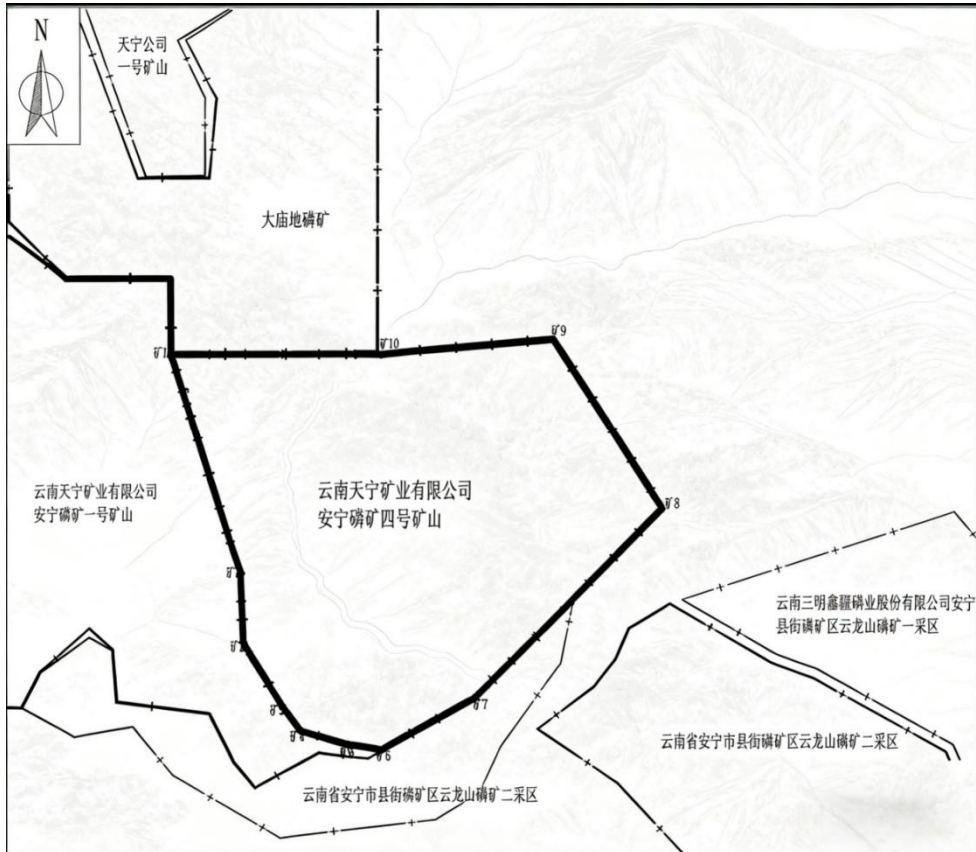 N
天宁公司
一号矿山
大庙地磷矿
矿10
矿9
云南天宁矿业有限公司
安宁磷矿一号矿山
云南天宁矿业有限公司
安宁磷矿四号矿山
矿8
云南三明鑫疆磷业股份有限公司安宁
县街磷矿区云龙山磷矿一采区
矿7
矿6
云南省安宁市县街磷矿区云龙山磷矿二采区
云南省安宁市县街磷矿区云龙山磷矿二采区